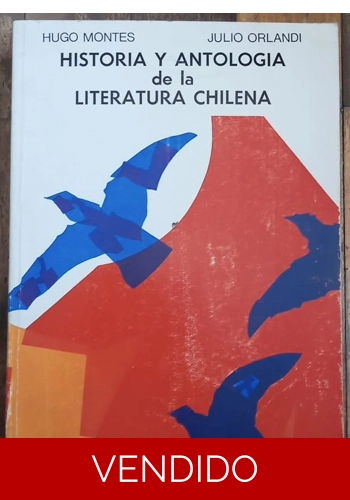 HUGO MONTES JULIO ORLANDI
HISTORIA Y ANTOLOGIA
de la
LITERATURA CHILENA
VENDIDO